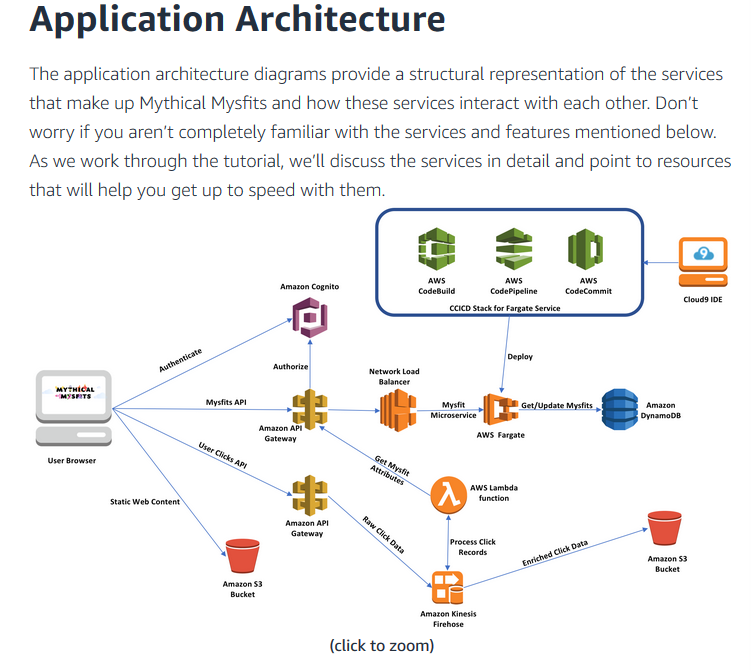 Application Architecture
The application architecture diagrams provide a structural representation of the services
that make up Mythical Mysfits and how these services interact with each other. Don’t
worry if you aren’t completely familiar with the services and features mentioned below.
As we work through the tutorial, we’ll discuss the services in detail and point to resources
that will help you get up to speed with them.
AWS
CodeBuild
AWS
CodePipeline
AWS
CodeCommit
CCICD Stack for Fargate Service
9
Cloud9 IDE
Amazon Cognito
Authenticate
Authorize
Deploy
Network Load
Balancer
MYTHICAL
MYSFITS
User Browser
Mysfits API
Amazon API
Gateway
Mysfit
Microservice
AWS Fargate
Get/Update Mysfits
Amazon
DynamoDB
User Clicks API
Get Mysfit
Attributes
AWS Lambda
function
Static Web Content
Amazon API
Gateway
Raw Click Data
Process Click
Records
Enriched Click Data
Amazon S3
Bucket
Amazon S3
Bucket
Amazon Kinesis
Firehose
(click to zoom)